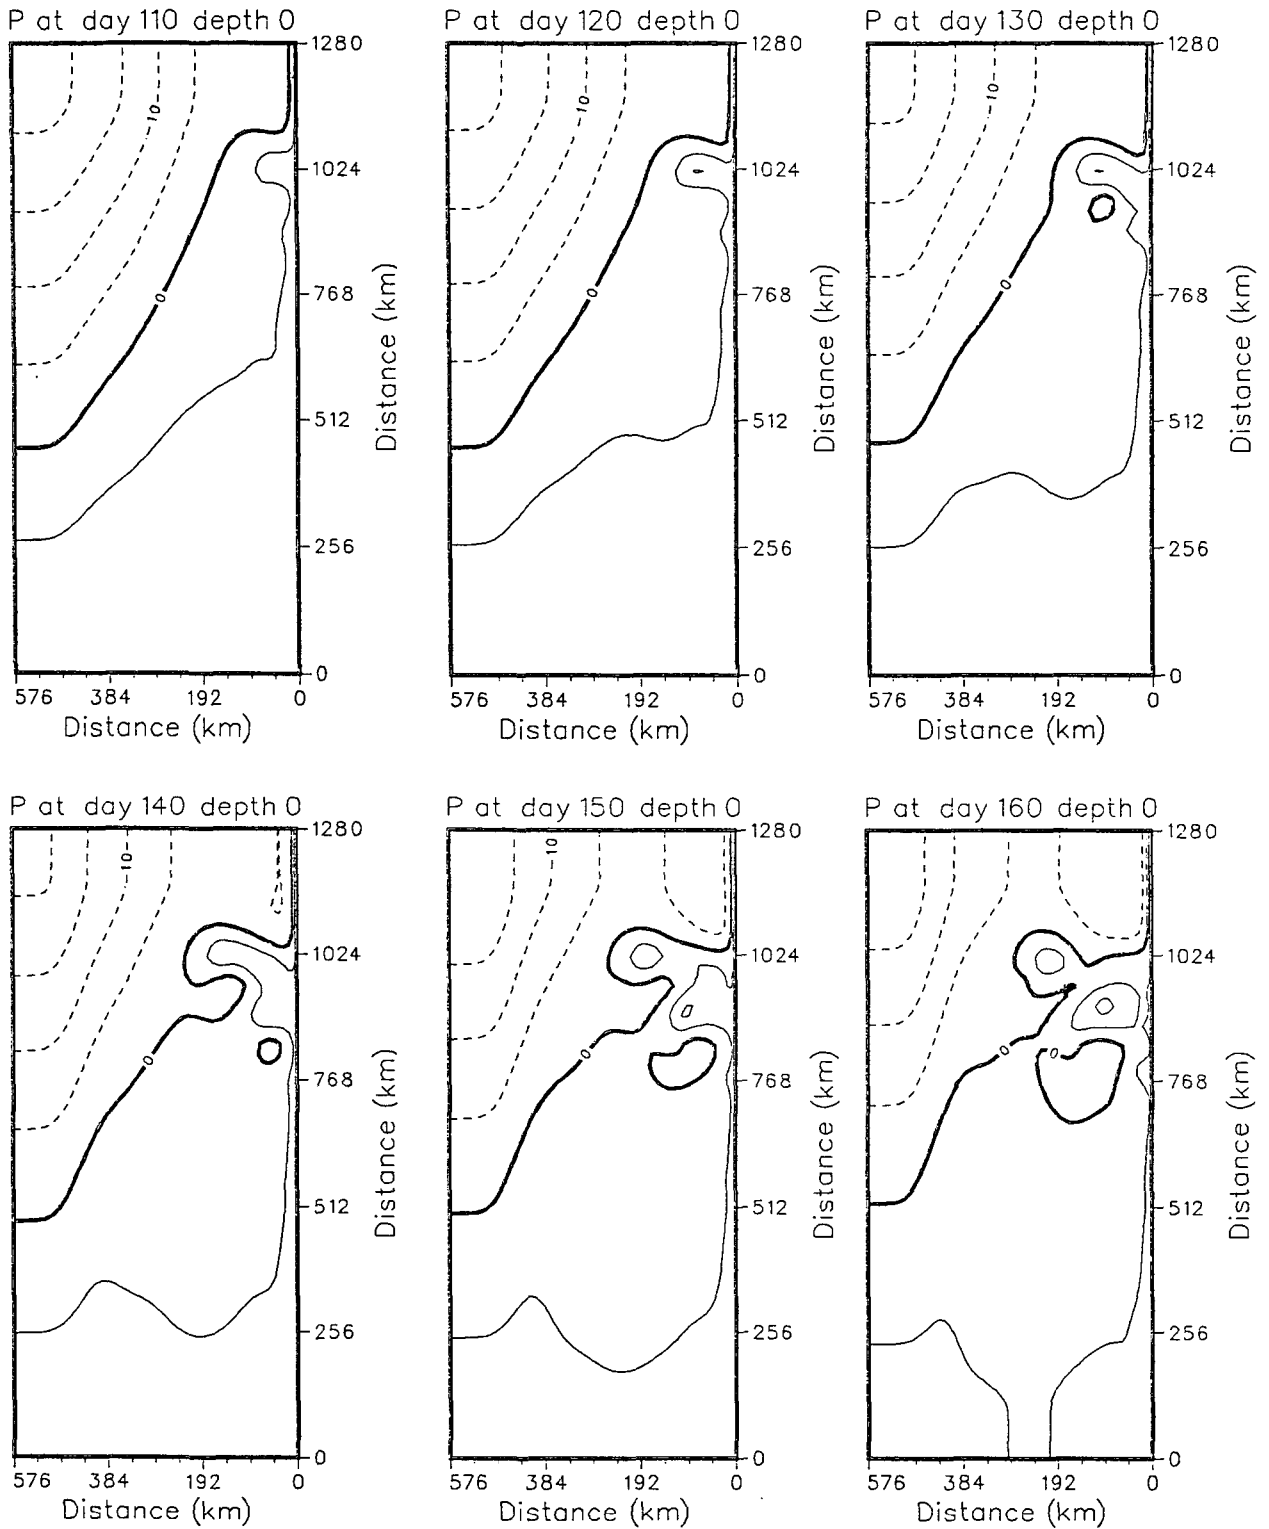 P at day 110 depth 0
P at day 120 depth 0
P at day 130 depth 0
1280
1280
1280
10
10
10
1024
1024
1024
0
0
0
768
768
768
Distance (km)
Distance (km)
Distance (km)
512
512
512
256
256
256
0
0
0
576 384 192 0
576 384 192 0
576 384 192 0
Distance (km)
Distance (km)
Distance (km)
P at day 140 depth 0
P at day 150 depth 0
P at day 160 depth 0
1280
1280
1280
10
10
1024
1024
1024
0
0
0
0
768
768
768
Distance (km)
Distance (km)
Distance (km)
512
512
512
256
256
256
0
0
0
576 384 192 0
576 384 192 0
576 384 192 0
Distance (km)
Distance (km)
Distance (km)